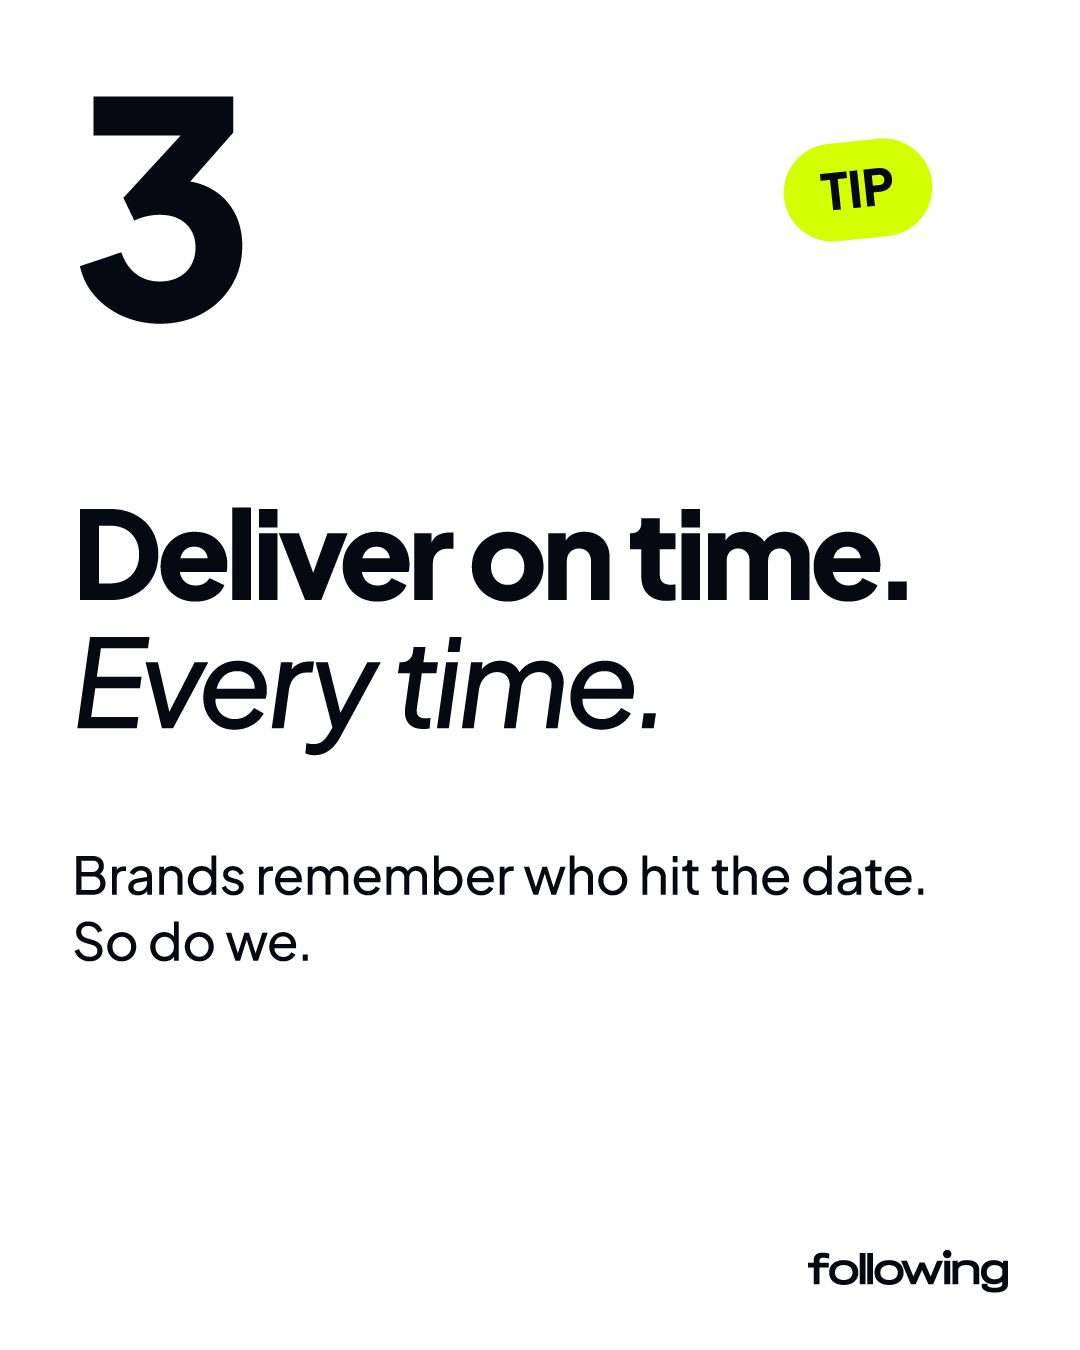 3
TIP
Deliver on time.
Every time.
Brands remember who hit the date.
So do we.
following